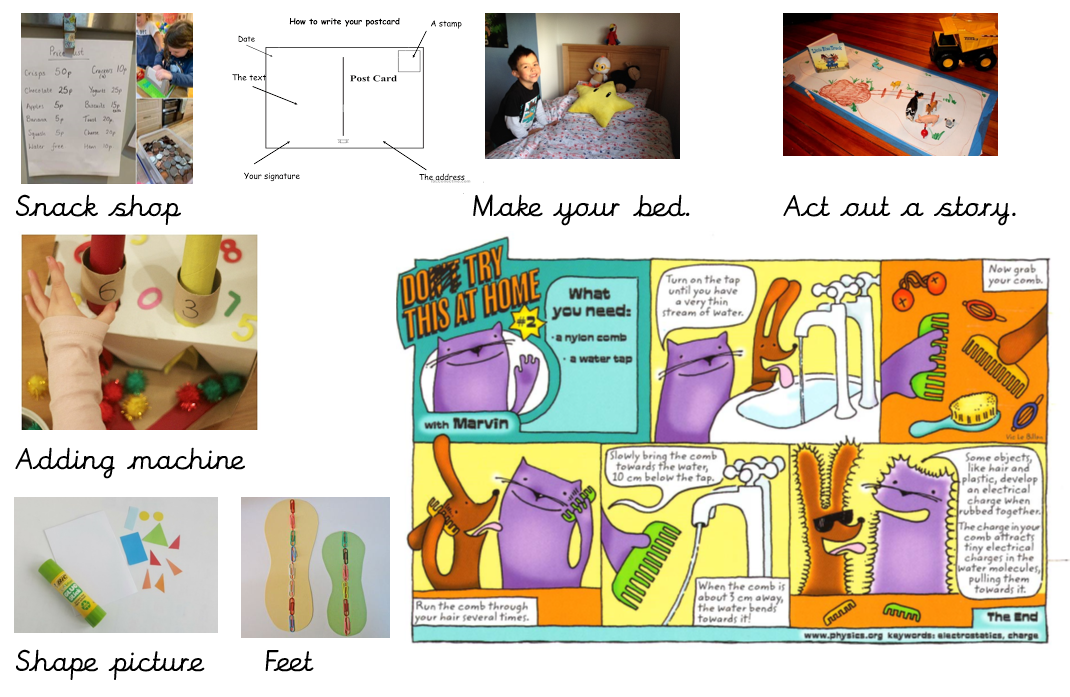 Price List
Crisps 50p
Chocolate 25p
Apples 5p
Banana 5p
Squash 5p
Water free
Crackers 10p
Yogurts 25p
Biscuits 15p
Toast 20p
Cheese 20p
Ham 10p
Snack shop
How to write your postcard
Date
A stamp
The text
Post Card
Your signature
The address
Make your bed.
Act out a story.
6
3
8
0
7
5
Adding machine
BIC
Shape picture
Feet
DON'T TRY
THIS AT HOME
#2
with Marvin
What
you need:
• a nylon comb
• a water tap
Turn on the tap
until you have
a very thin
stream of water.
Now grab
your comb.
Vic Le Billon
Run the comb through
your hair several times.
Slowly bring the comb
towards the water,
10 cm below the tap.
When the comb is
about 3 cm away,
the water bends
towards it!
Some objects,
like hair and
plastic, develop
an electrical
charge when
rubbed together.
The charge in your
comb attracts
tiny electrical
charges in the
water molecules,
pulling them
towards it.
The End
www.physics.org keywords: electrostatics, charge